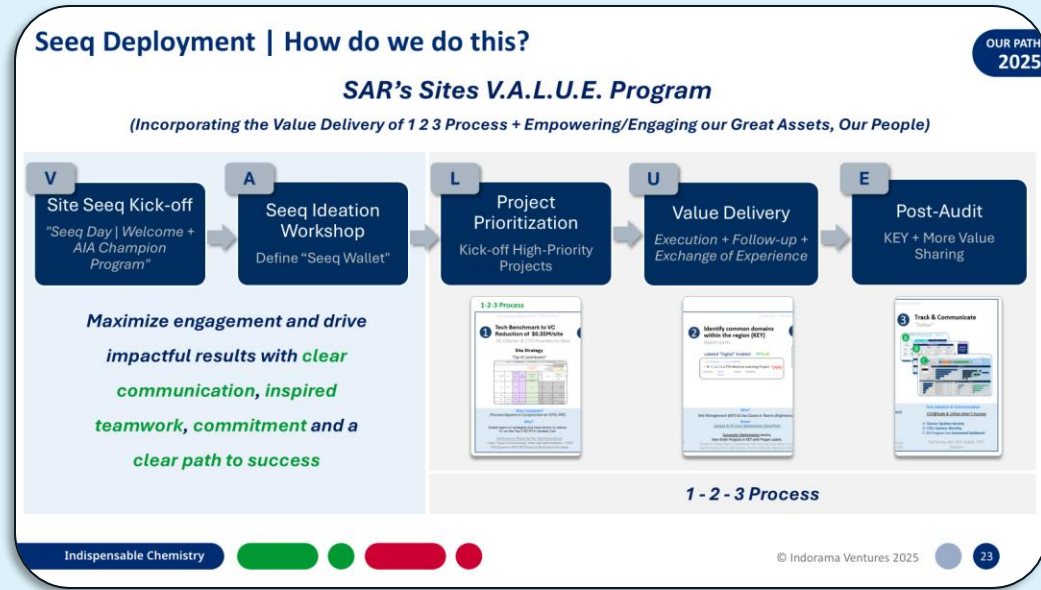 Seeq Deployment | How do we do this?
OUR PATH
2025
SAR's Sites V.A.L.U.E. Program
(Incorporating the Value Delivery of 1 2 3 Process + Empowering/Engaging our Great Assets, Our People)
V
Site Seeq Kick-off
"Seeq Day | Welcome +
AIA Champion
Program"
A
Seeq Ideation
Workshop
Define "Seeq Wallet"
L
Project
Prioritization
Kick-off High-Priority
Projects
U
Value Delivery
Execution + Follow-up +
Exchange of Experience
E
Post-Audit
KEY + More Value
Sharing
Maximize engagement and drive
impactful results with clear
communication, inspired
teamwork, commitment and a
clear path to success
1-2-3 Process
1
Tech Benchmark to VC
Reduction of $0.55M/site
Site Strategy
2
Identify common domains
within the region (KEY)
3
Track & Communicate
"Deliver"
A
1 - 2 - 3 Process
Indispensable Chemistry
© Indorama Ventures 2025
23